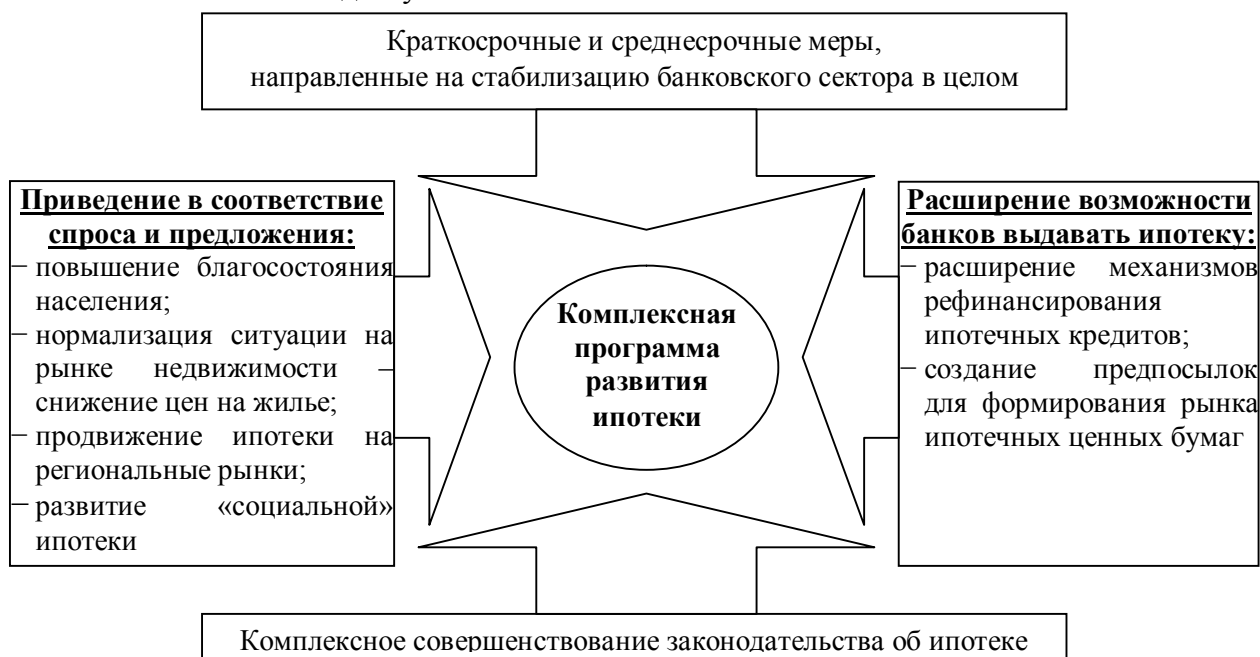 Краткосрочные и среднесрочные меры,
направленные на стабилизацию банковского сектора в целом
Приведение в соответствие
спроса и предложения:
– повышение благосостояния
населения;
– нормализация ситуации на
рынке недвижимости –
снижение цен на жилье;
– продвижение ипотеки на
региональные рынки;
– развитие «социальной»
ипотеки
Комплексная
программа
развития
ипотеки
Расширение возможности
банков выдавать ипотеку:
– расширение механизмов
рефинансирования
ипотечных кредитов;
– создание предпосылок
для формирования рынка
ипотечных ценных бумаг
Комплексное совершенствование законодательства об ипотеке